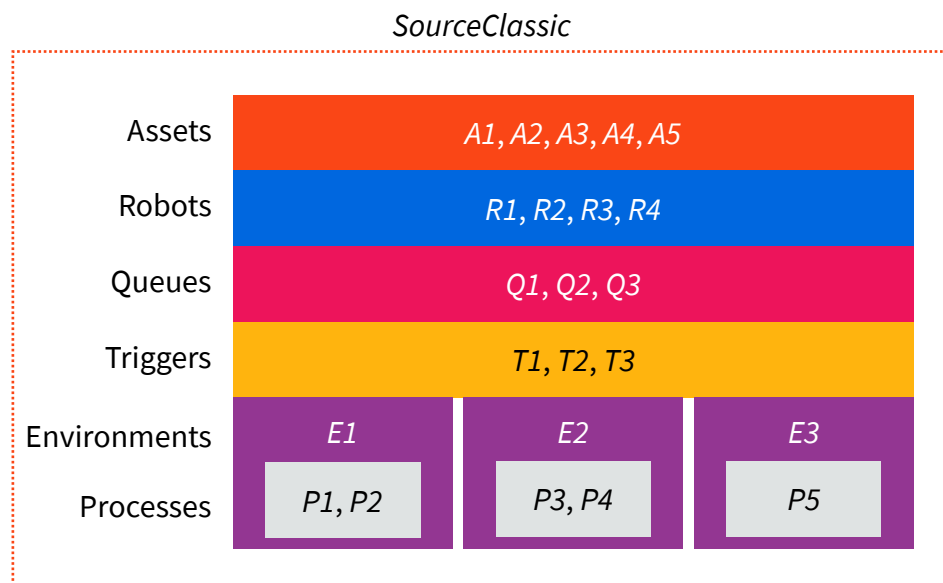 SourceClassic
Assets A1, A2, A3, A4, A5
Robots R1, R2, R3, R4
Queues Q1, Q2, Q3
Triggers T1, T2, T3
Environments E1 E2 E3
Processes P1, P2 P3, P4 P5